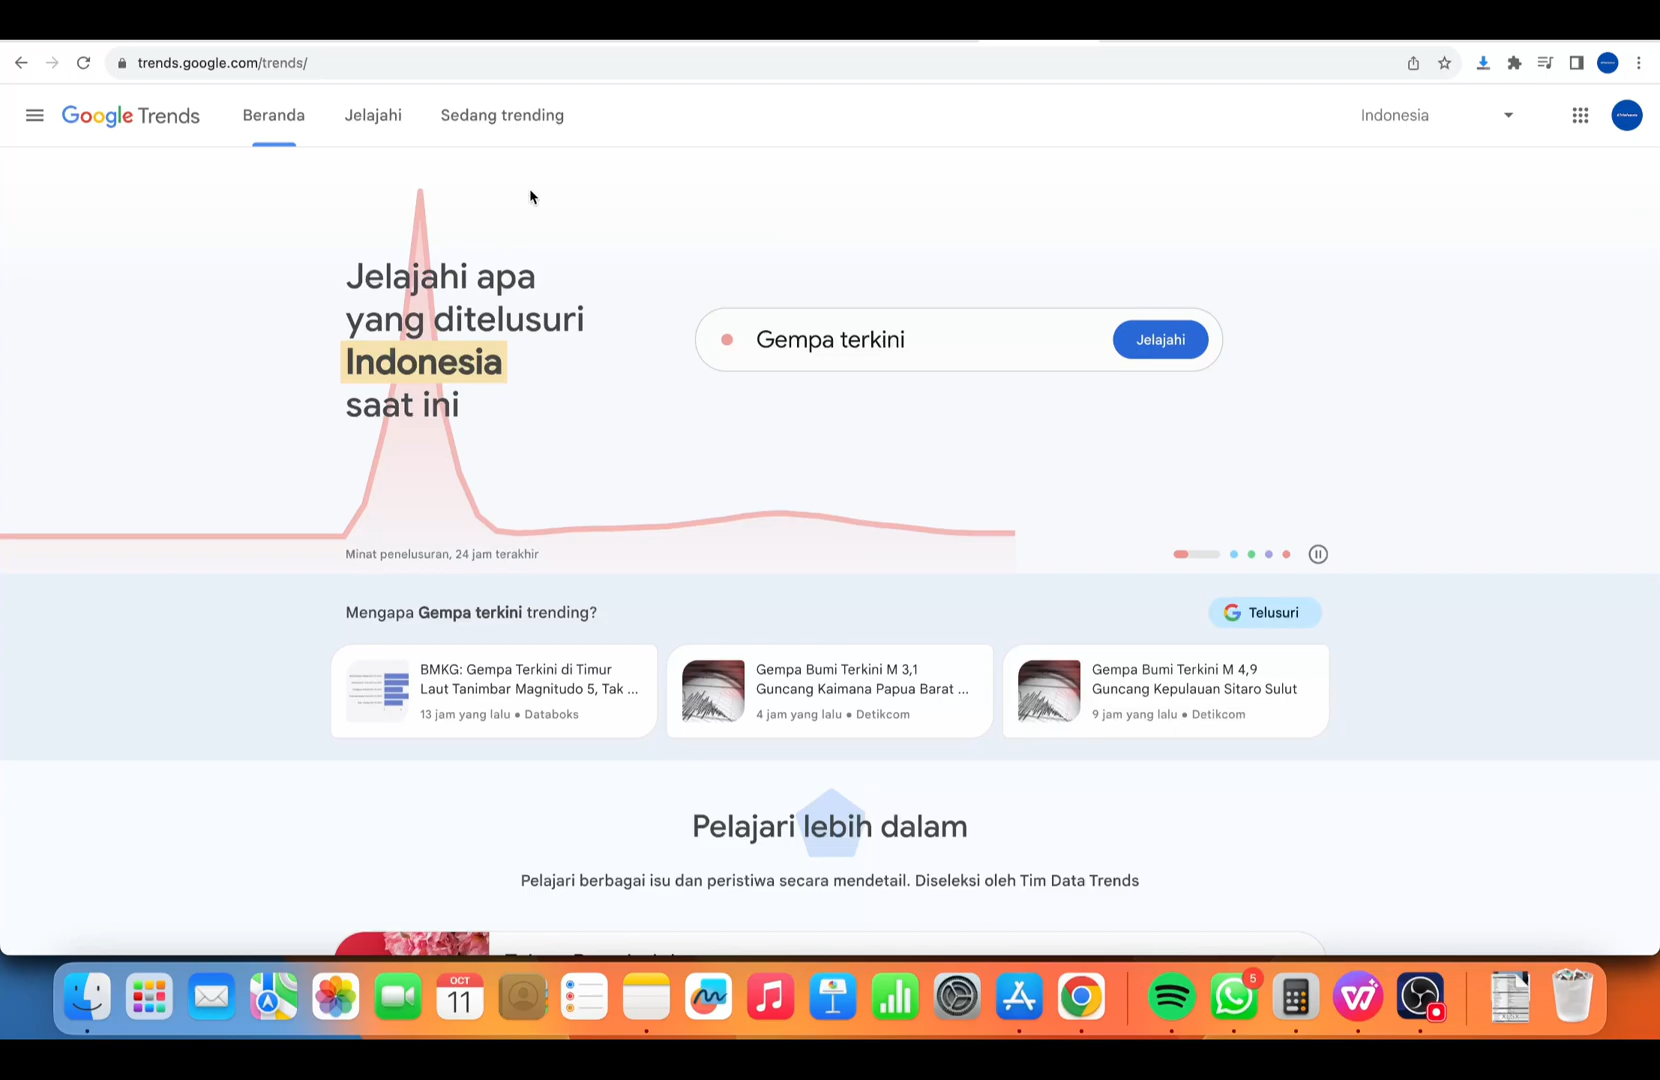 trends.google.com/trends/
Google Trends
Beranda
Jelajahi
Sedang trending
Indonesia
Jelajahi apa
yang ditelusuri
Indonesia
saat ini
Gempa terkini
Jelajahi
Minat penelusuran, 24 jam terakhir
Mengapa Gempa terkini trending?
Telusuri
BMKG: Gempa Terkini di Timur
Laut Tanimbar Magnitudo 5, Tak ...
13 jam yang lalu • Databoks
Gempa Bumi Terkini M 3,1
Guncang Kaimana Papua Barat ...
4 jam yang lalu • Detikcom
Gempa Bumi Terkini M 4,9
Guncang Kepulauan Sitaro Sulut
9 jam yang lalu • Detikcom
Pelajari lebih dalam
Pelajari berbagai isu dan peristiwa secara mendetail. Diseleksi oleh Tim Data Trends
OCT
11
5